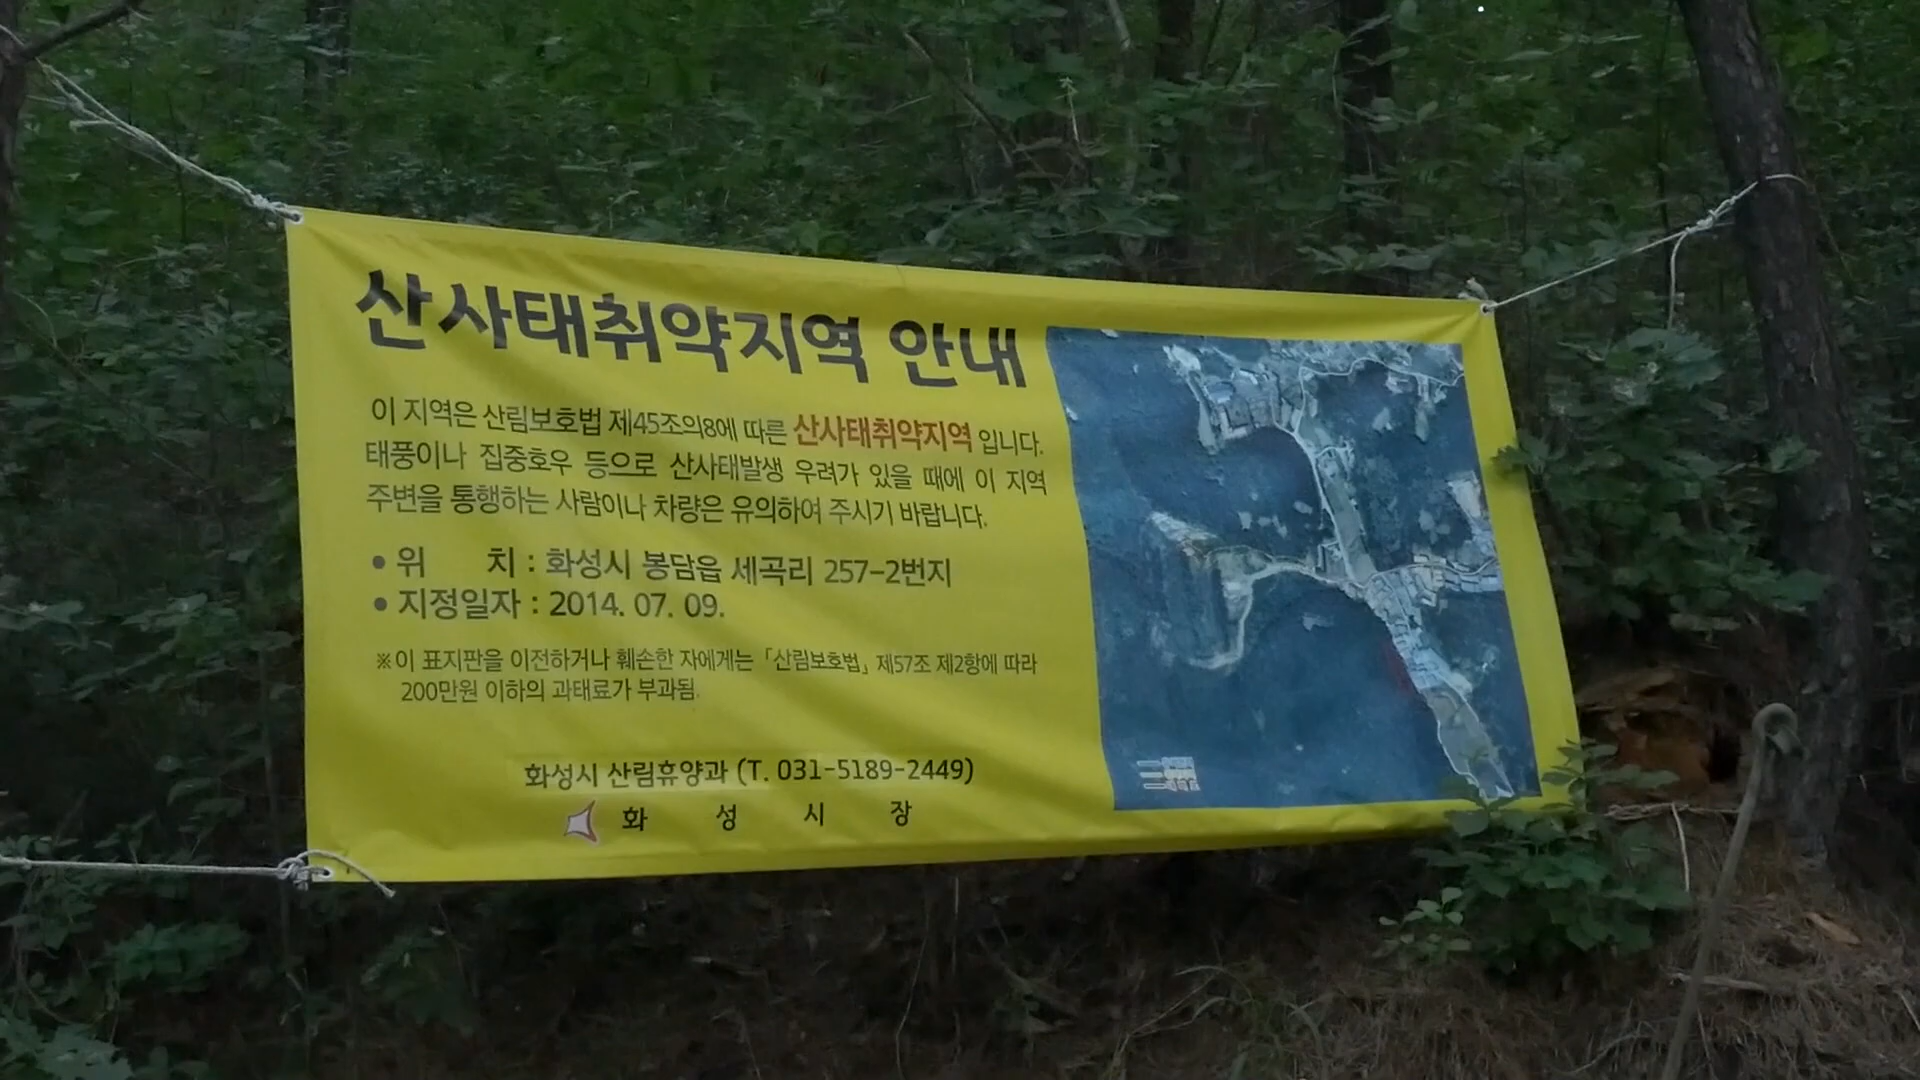 산사태취약지역 안내
이 지역은 산림보호법 제45조의8에 따른 산사태취약지역 입니다.
태풍이나 집중호우 등으로 산사태발생 우려가 있을 때에 이 지역
주변을 통행하는 사람이나 차량은 유의하여 주시기 바랍니다.
• 위 치 : 화성시 봉담읍 세곡리 257-2번지
• 지정일자 : 2014. 07. 09.
※이 표지판을 이전하거나 훼손한 자에게는 「산림보호법」 제57조 제2항에 따라
200만원 이하의 과태료가 부과됨.
화성시 산림휴양과 (T. 031-5189-2449)
화 성 시 장